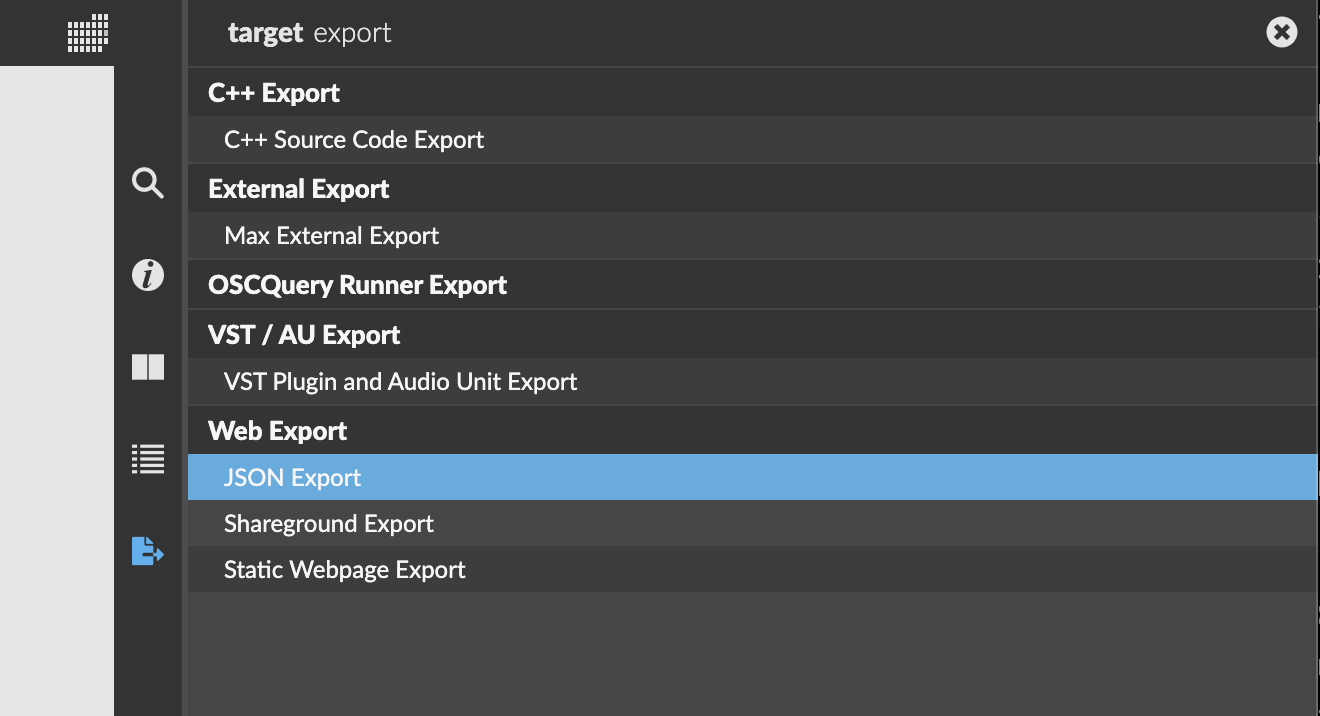 target export
C++ Export
C++ Source Code Export
External Export
Max External Export
OSCQuery Runner Export
VST / AU Export
VST Plugin and Audio Unit Export
Web Export
JSON Export
Shareground Export
Static Webpage Export